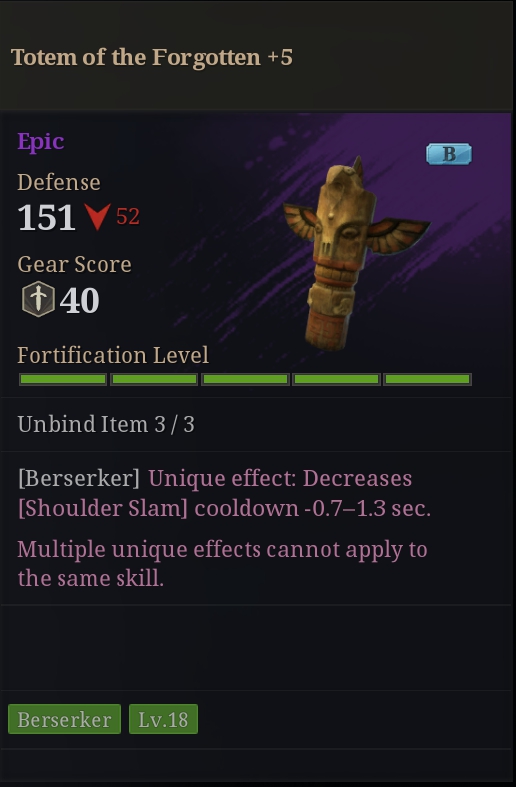 Totem of the Forgotten +5
Epic
B
Defense
151 52
Gear Score
40
Fortification Level
Unbind Item 3 / 3
[Berserker] Unique effect: Decreases
[Shoulder Slam] cooldown -0.7–1.3 sec.
Multiple unique effects cannot apply to
the same skill.
Berserker Lv.18